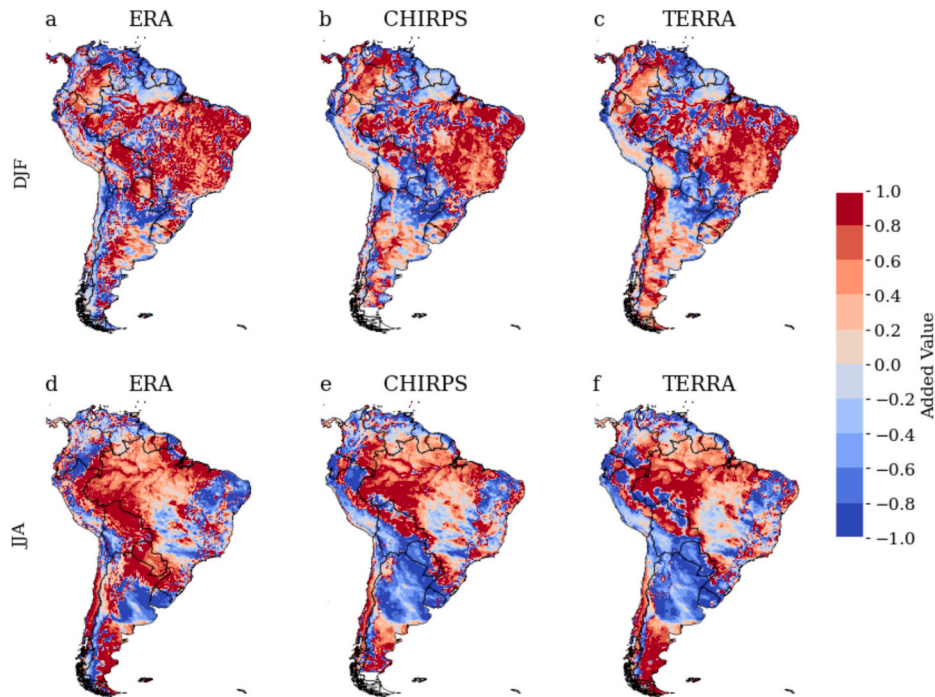 a ERA
b CHIRPS
c TERRA
DJF
d ERA
e CHIRPS
f TERRA
JJA
1.0
0.8
0.6
0.4
0.2
0.0
−0.2
−0.4
−0.6
−0.8
−1.0
Added Value